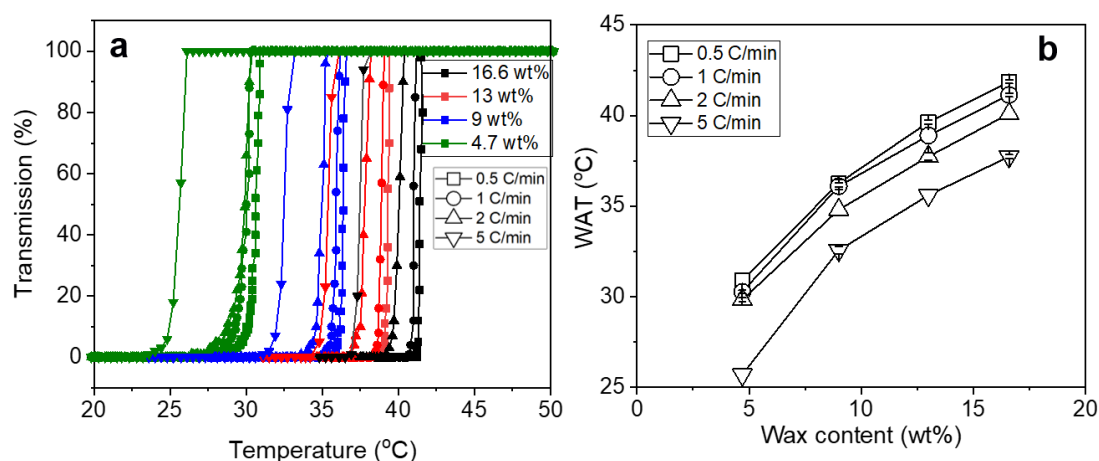 a
Transmission (%)
100
80
60
40
20
0
16.6 wt%
13 wt%
9 wt%
4.7 wt%
0.5 C/min
1 C/min
2 C/min
5 C/min
20 25 30 35 40 45 50
Temperature (°C)
b
WAT (°C)
45
40
35
30
25
0.5 C/min
1 C/min
2 C/min
5 C/min
0 5 10 15 20
Wax content (wt%)